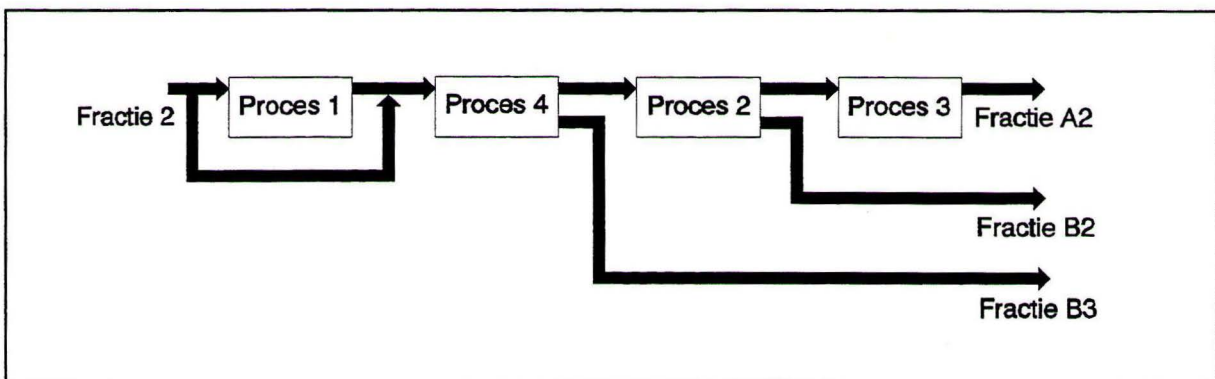 Fractie 2
Proces 1
Proces 4
Proces 2
Proces 3
Fractie A2
Fractie B2
Fractie B3